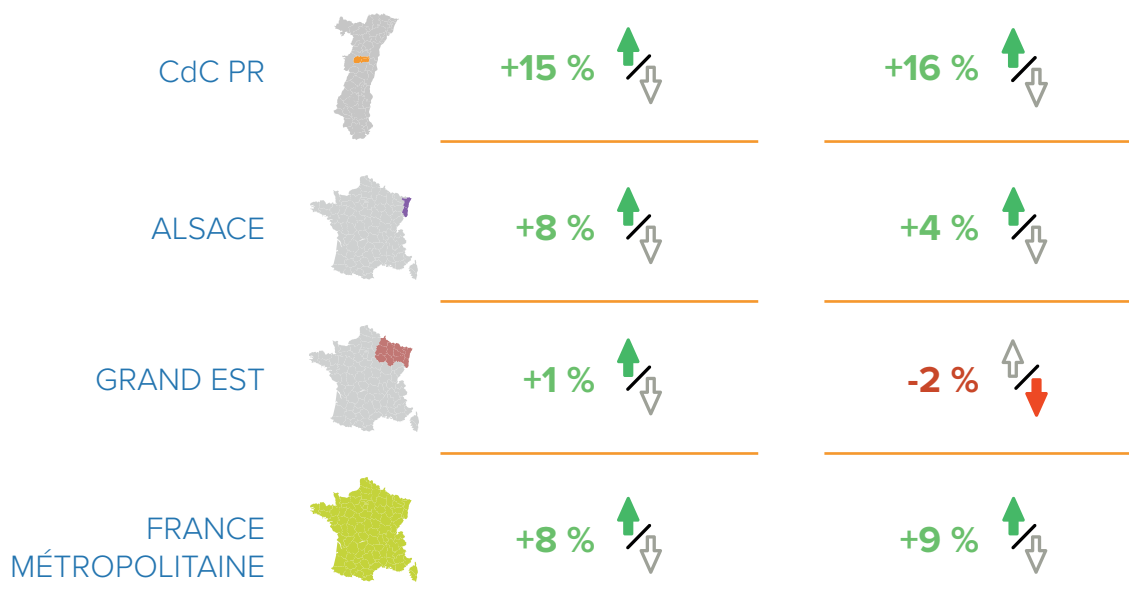 CdC PR +15 % +16 %
ALSACE +8 % +4 %
GRAND EST +1 % -2 %
FRANCE
MÉTROPOLITAINE +8 % +9 %